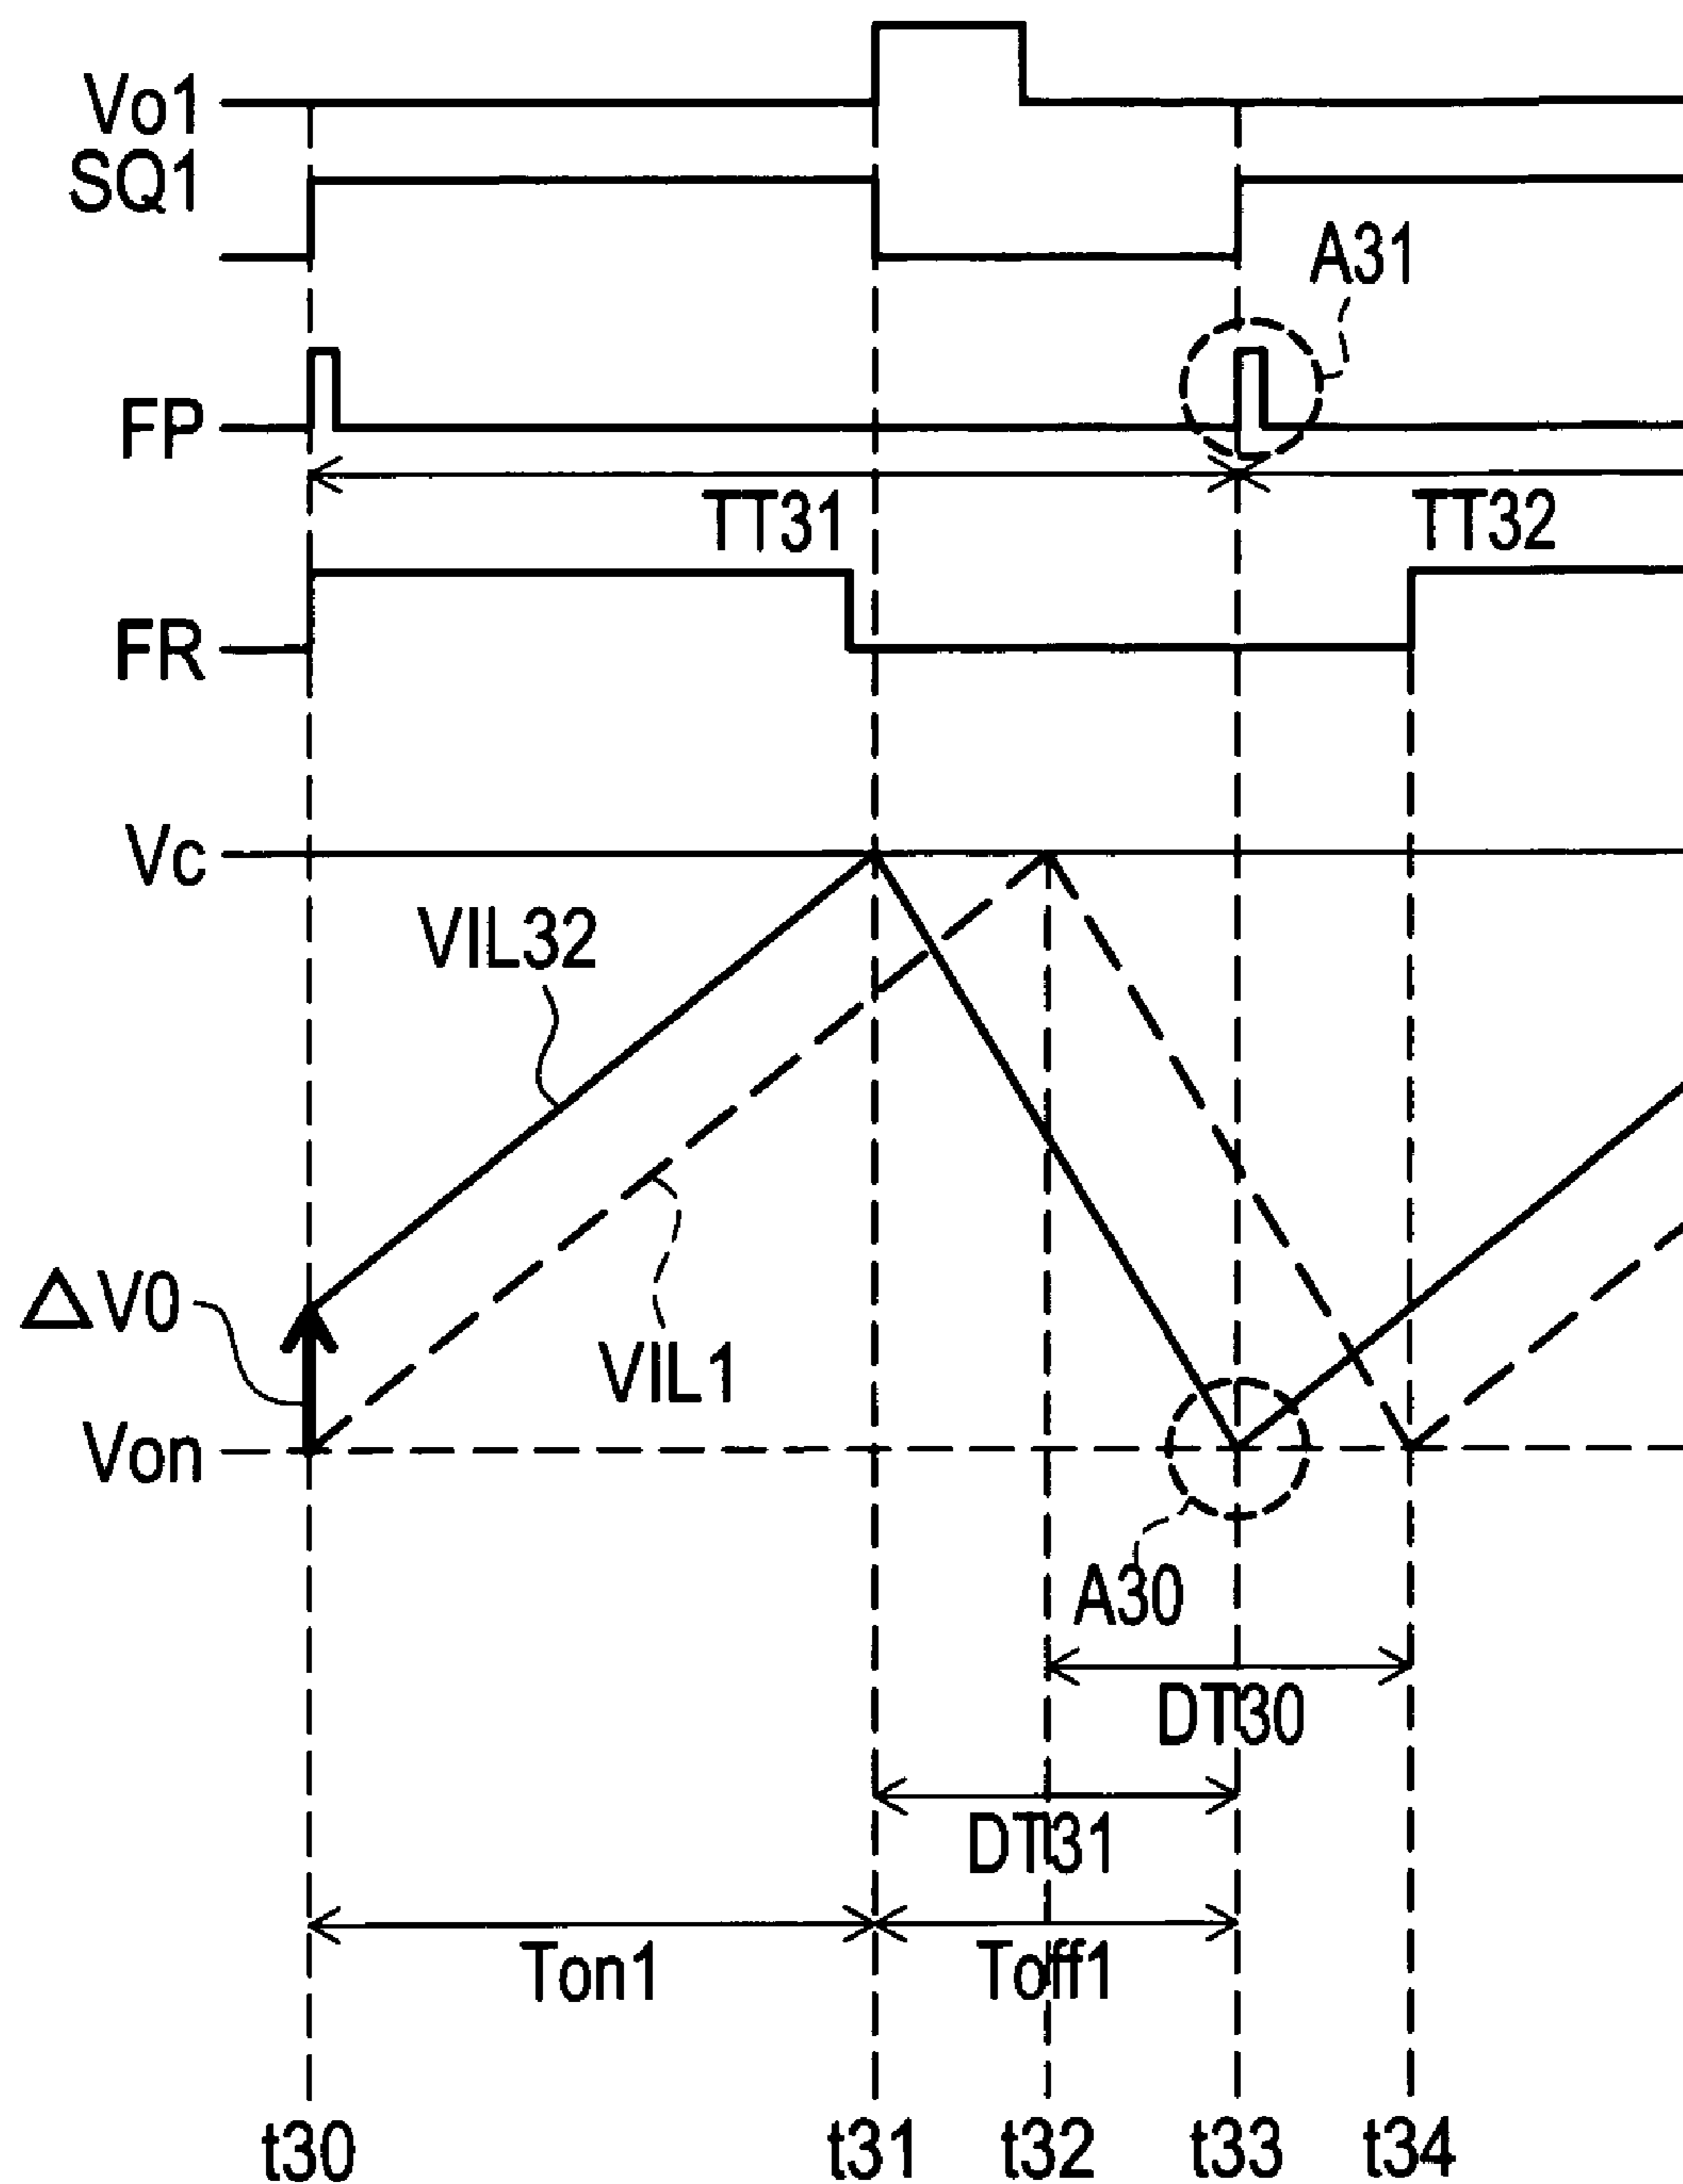 Vo1
SQ1
A31
FP
TT31 TT32
FR
Vc
VIL32
△V0
VIL1
Von
A30
DT30
DT31
Ton1 Toff1
t30 t31 t32 t33 t34